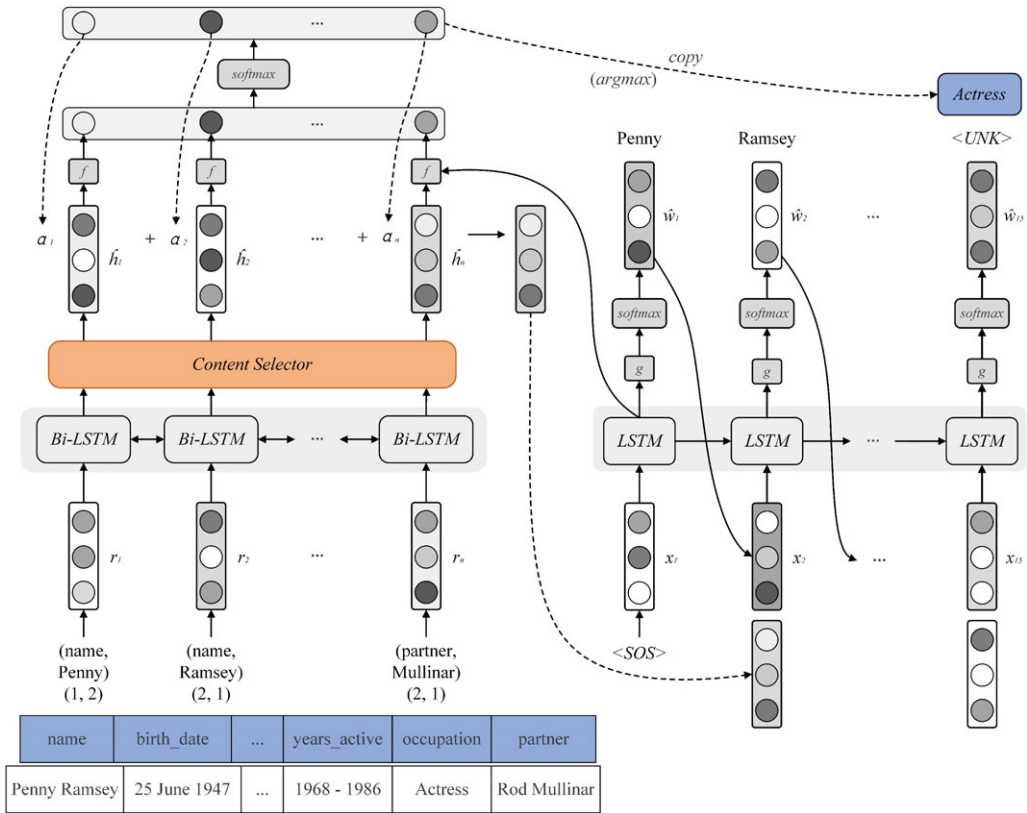 ...
softmax
copy
(argmax)
Actress
...
Penny
Ramsey
<UNK>
f
f
f
α 1
+
α 2
...
+
α n
ĥ1
ĥ2
ĥn
ŵ1
ŵ2
...
ŵ15
softmax
softmax
softmax
g
g
g
Content Selector
Bi-LSTM
Bi-LSTM
...
Bi-LSTM
LSTM
LSTM
...
LSTM
r1
r2
...
rn
x1
x2
...
x15
(name,
Penny)
(1, 2)
(name,
Ramsey)
(2, 1)
(partner,
Mullinar)
(2, 1)
<SOS>
name birth_date ... years_active occupation partner
Penny Ramsey 25 June 1947 ... 1968 - 1986 Actress Rod Mullinar